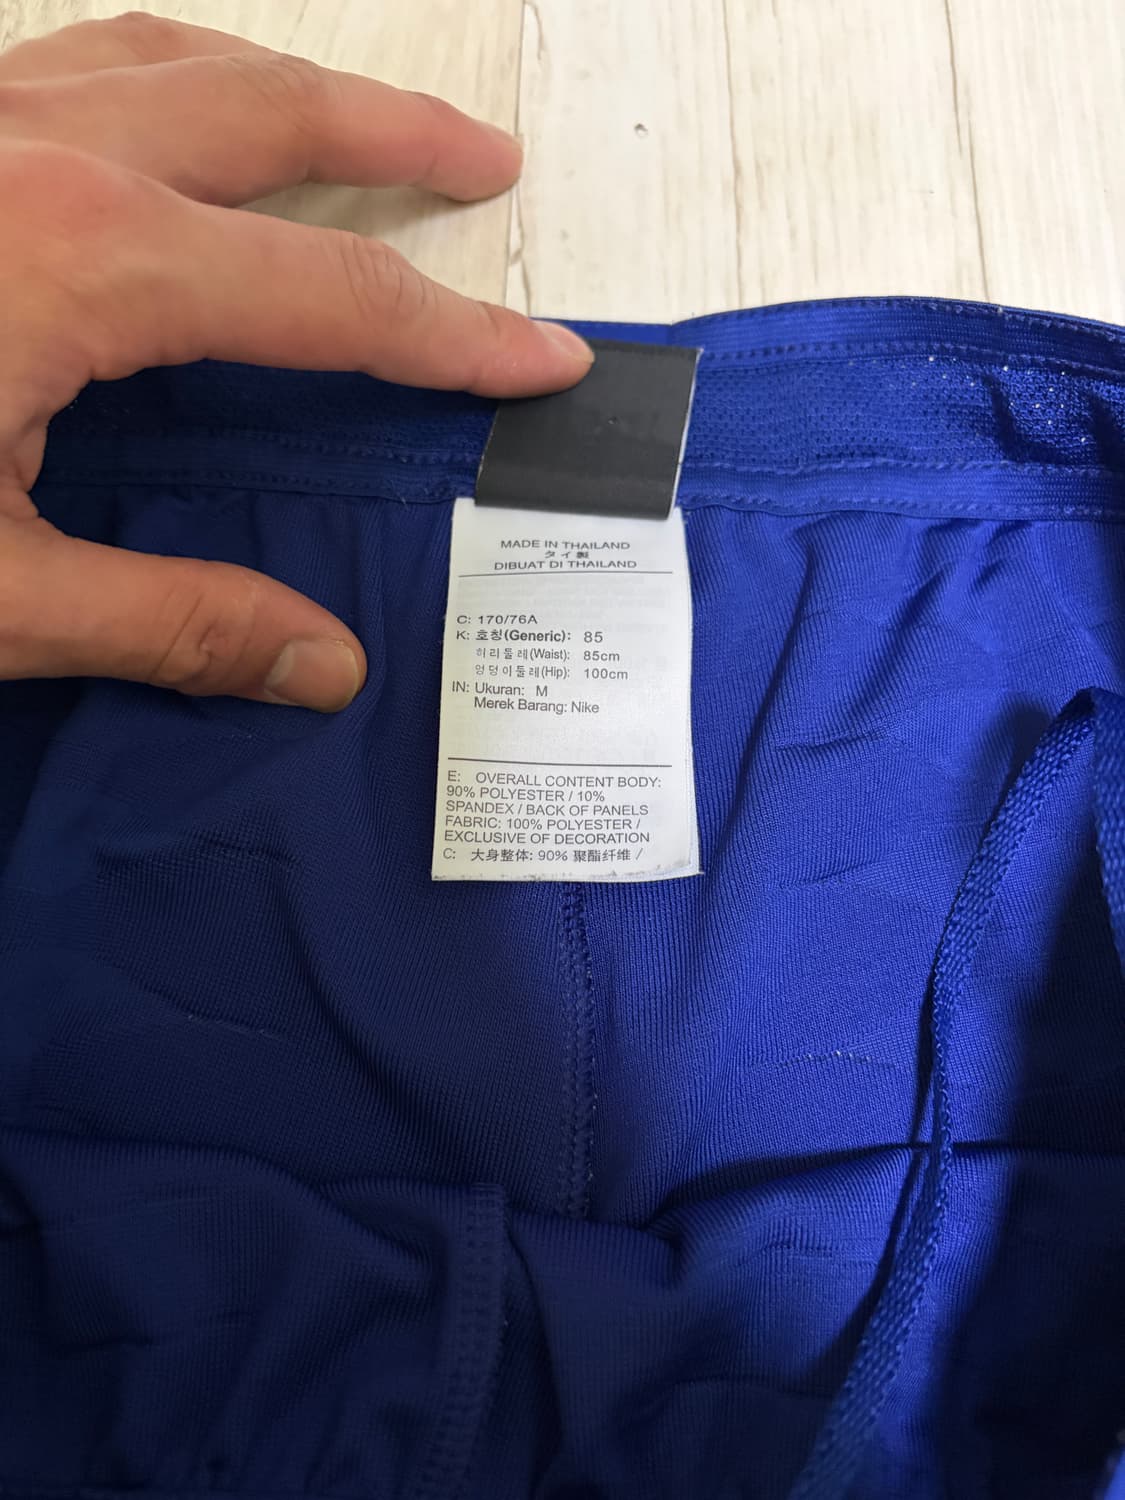 MADE IN THAILAND
タイ製
DIBUAT DI THAILAND
C: 170/76A
K: 호칭(Generic): 85
허리둘레(Waist): 85cm
엉덩이둘레(Hip): 100cm
IN: Ukuran: M
Merek Barang: Nike
E: OVERALL CONTENT BODY:
90% POLYESTER / 10%
SPANDEX / BACK OF PANELS
FABRIC: 100% POLYESTER /
EXCLUSIVE OF DECORATION
C: 大身整体: 90% 聚酯纤维 /